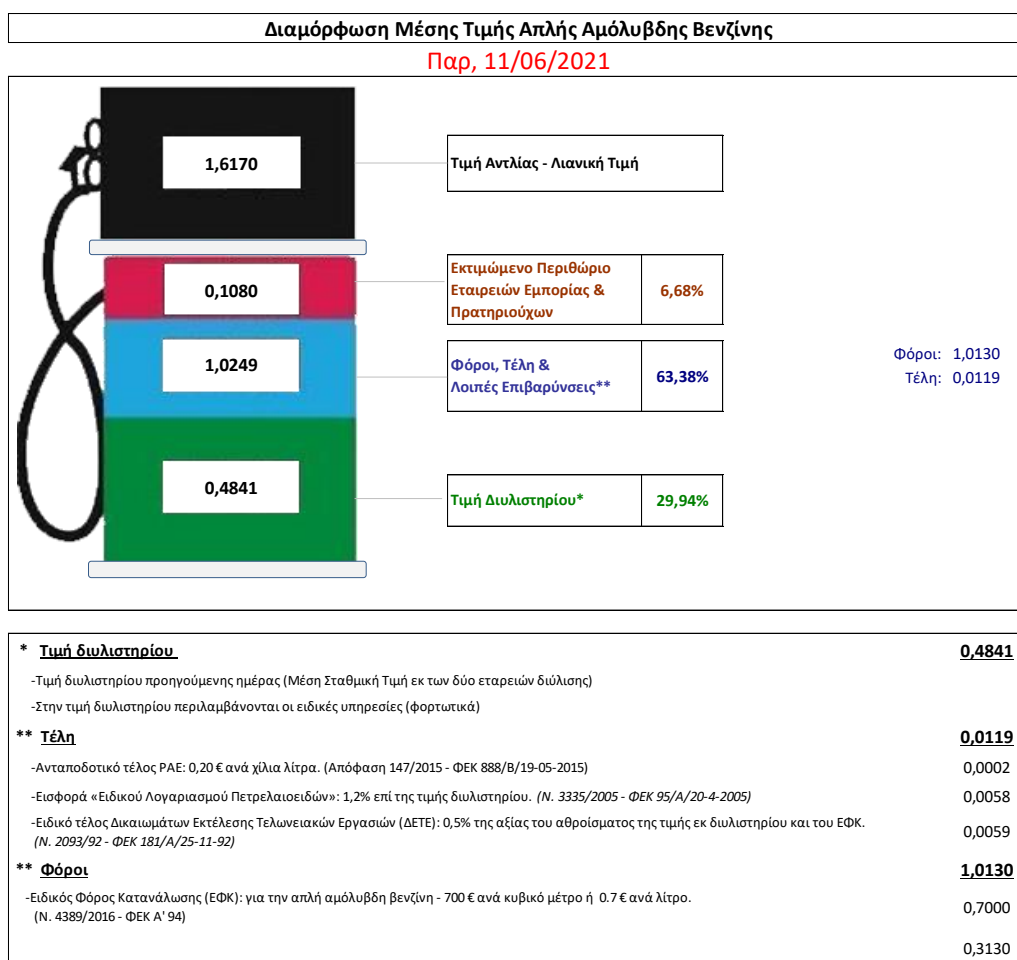 Διαμόρφωση Μέσης Τιμής Απλής Αμόλυβδης Βενζίνης
Παρ, 11/06/2021
1,6170
Τιμή Αντλίας - Λιανική Τιμή
0,1080
Εκτιμώμενο Περιθώριο
Εταιρειών Εμπορίας &
Πρατηριούχων
6,68%
1,0249
Φόροι, Τέλη &
Λοιπές Επιβαρύνσεις**
63,38%
Φόροι: 1,0130
Τέλη: 0,0119
0,4841
Τιμή Διυλιστηρίου*
29,94%
* Τιμή διυλιστηρίου 0,4841
-Τιμή διυλιστηρίου προηγούμενης ημέρας (Μέση Σταθμική Τιμή εκ των δύο εταρειών διύλισης)
-Στην τιμή διυλιστηρίου περιλαμβάνονται οι ειδικές υπηρεσίες (φορτωτικά)
** Τέλη 0,0119
-Ανταποδοτικό τέλος ΡΑΕ: 0,20 € ανά χίλια λίτρα. (Απόφαση 147/2015 - ΦΕΚ 888/Β/19-05-2015) 0,0002
-Εισφορά «Ειδικού Λογαριασμού Πετρελαιοειδών»: 1,2% επί της τιμής διυλιστηρίου. (Ν. 3335/2005 - ΦΕΚ 95/Α/20-4-2005) 0,0058
-Ειδικό τέλος Δικαιωμάτων Εκτέλεσης Τελωνειακών Εργασιών (ΔΕΤΕ): 0,5% της αξίας του αθροίσματος της τιμής εκ διυλιστηρίου και του ΕΦΚ. 0,0059
(Ν. 2093/92 - ΦΕΚ 181/Α/25-11-92)
** Φόροι 1,0130
-Ειδικός Φόρος Κατανάλωσης (ΕΦΚ): για την απλή αμόλυβδη βενζίνη - 700 € ανά κυβικό μέτρο ή 0.7 € ανά λίτρο. 0,7000
(Ν. 4389/2016 - ΦΕΚ Α' 94)
0,3130